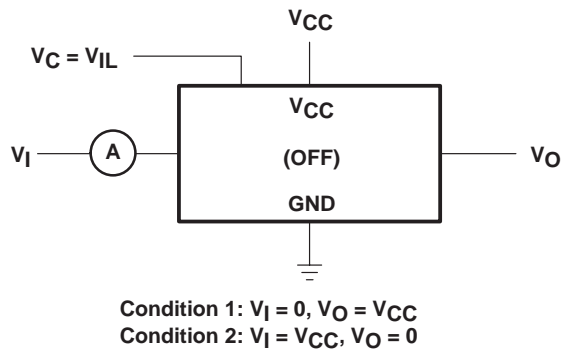 VCC
VC = VIL
VCC
VI
A
(OFF)
VO
GND
Condition 1: VI = 0, VO = VCC
Condition 2: VI = VCC, VO = 0